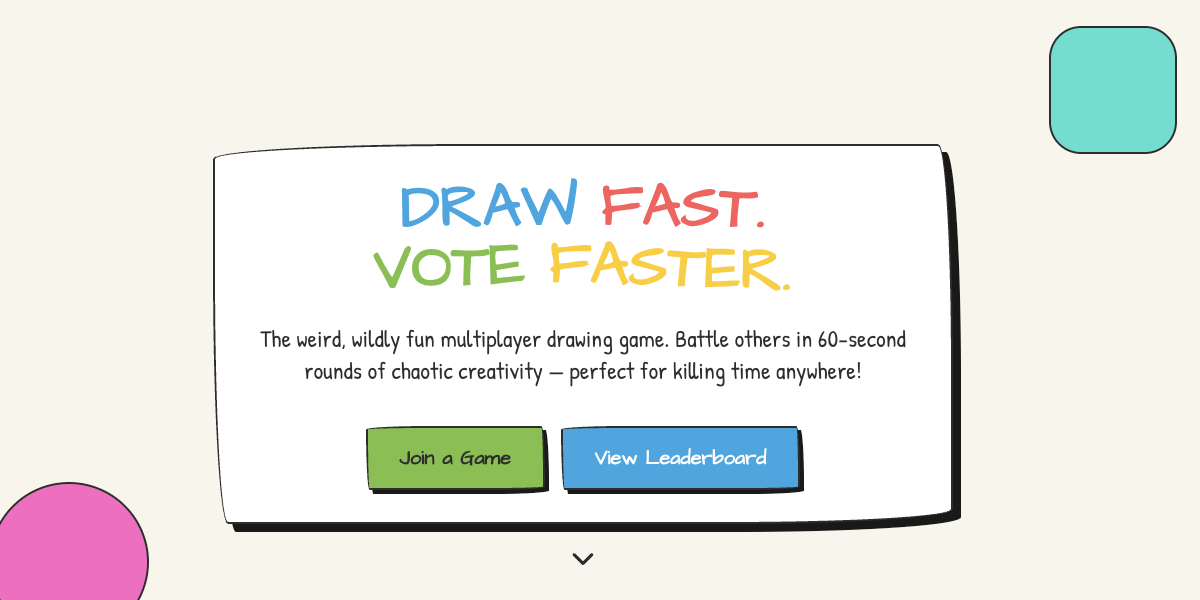 DRAW FAST.
VOTE FASTER.
The weird, wildly fun multiplayer drawing game. Battle others in 60-second
rounds of chaotic creativity — perfect for killing time anywhere!
Join a Game
View Leaderboard